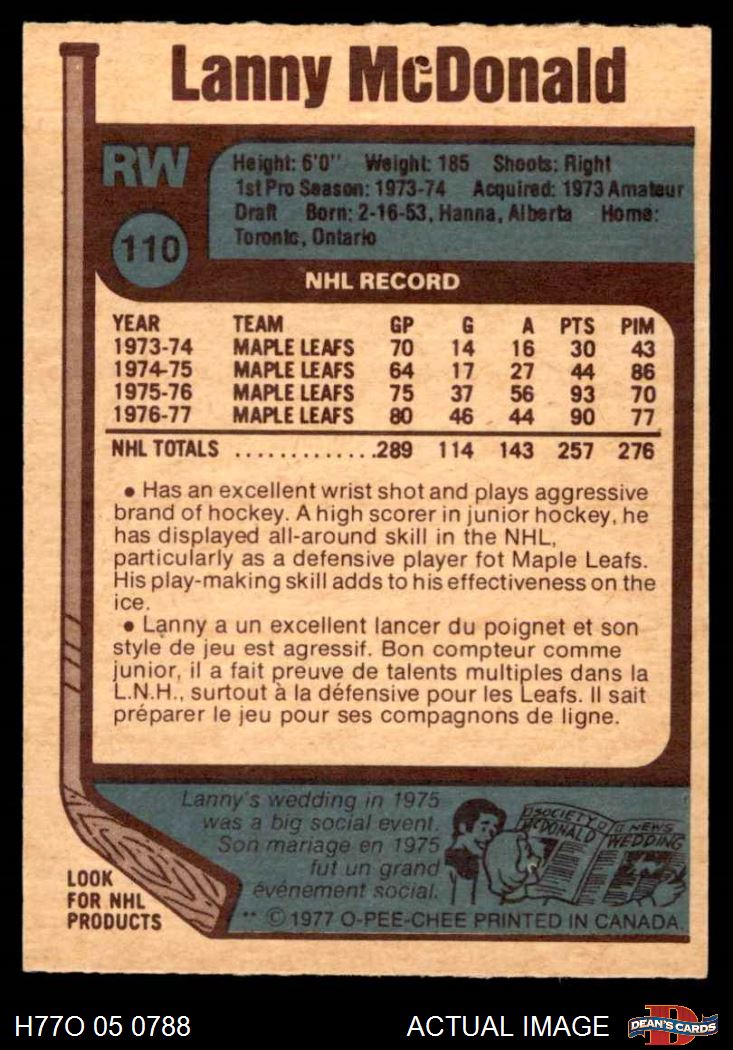 Lanny McDonald
RW
110
Height: 6'0" Weight: 185 Shoots: Right
1st Pro Season: 1973-74 Acquired: 1973 Amateur
Draft Born: 2-16-53, Hanna, Alberta Home:
Toronto, Ontario
NHL RECORD
YEAR TEAM GP G A PTS PIM
1973-74 MAPLE LEAFS 70 14 16 30 43
1974-75 MAPLE LEAFS 64 17 27 44 86
1975-76 MAPLE LEAFS 75 37 56 93 70
1976-77 MAPLE LEAFS 80 46 44 90 77
NHL TOTALS .............289 114 143 257 276
• Has an excellent wrist shot and plays aggressive
brand of hockey. A high scorer in junior hockey, he
has displayed all-around skill in the NHL,
particularly as a defensive player fot Maple Leafs.
His play-making skill adds to his effectiveness on the
ice.
• Lanny a un excellent lancer du poignet et son
style de jeu est agressif. Bon compteur comme
junior, il a fait preuve de talents multiples dans la
L.N.H., surtout à la défensive pour les Leafs. Il sait
préparer le jeu pour ses compagnons de ligne.
Lanny's wedding in 1975
was a big social event.
Son mariage en 1975
fut un grand
événement social.
SOCIETY
McDONALD
NEWS
WEDDING
LOOK
FOR NHL
PRODUCTS
** © 1977 O-PEE-CHEE PRINTED IN CANADA.
H77O 05 0788 ACTUAL IMAGE
DEAN'S CARDS